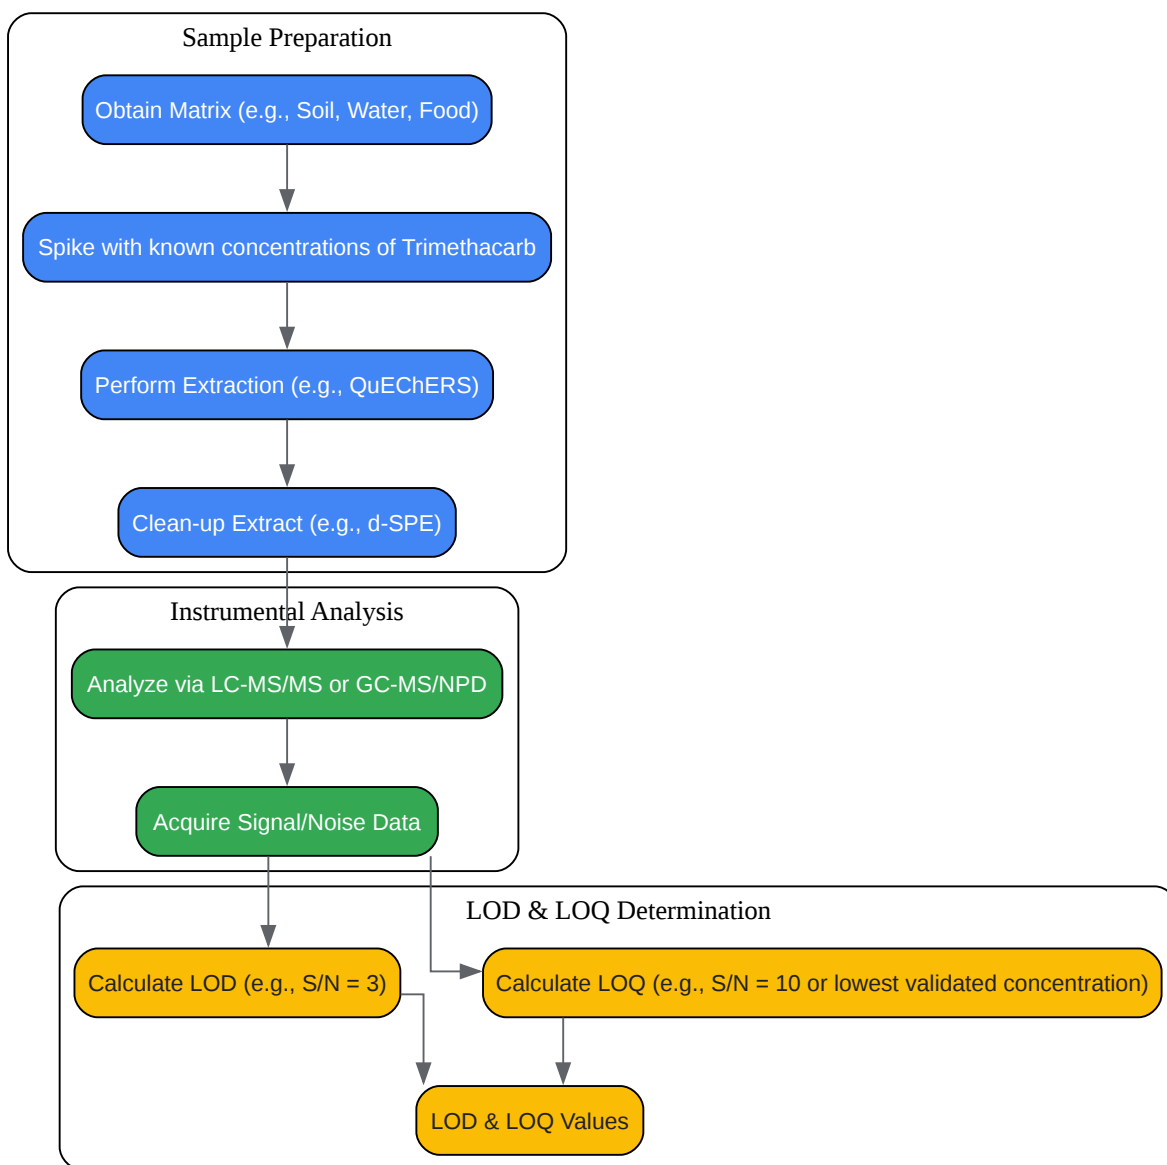 Sample Preparation
Obtain Matrix (e.g., Soil, Water, Food)
Spike with known concentrations of Trimethacarb
Perform Extraction (e.g., QuEChERS)
Clean-up Extract (e.g., d-SPE)
Instrumental Analysis
Analyze via LC-MS/MS or GC-MS/NPD
Acquire Signal/Noise Data
LOD & LOQ Determination
Calculate LOD (e.g., S/N = 3)
Calculate LOQ (e.g., S/N = 10 or lowest validated concentration)
LOD & LOQ Values